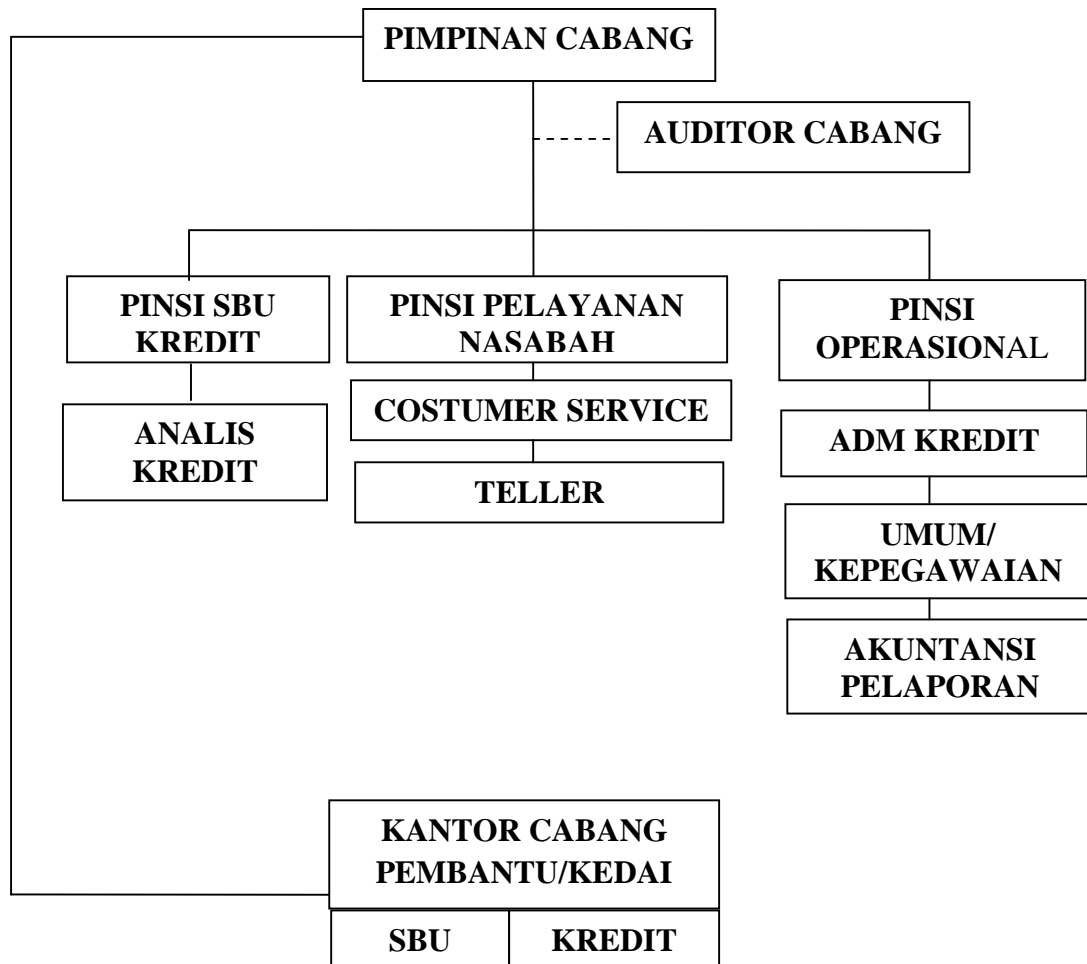 PIMPINAN CABANG
AUDITOR CABANG
PINSI SBU
KREDIT
PINSI PELAYANAN
NASABAH
PINSI
OPERASIONAL
ANALIS
KREDIT
COSTUMER SERVICE
TELLER
ADM KREDIT
UMUM/
KEPEGAWAIAN
AKUNTANSI
PELAPORAN
KANTOR CABANG
PEMBANTU/KEDAI
SBU
KREDIT